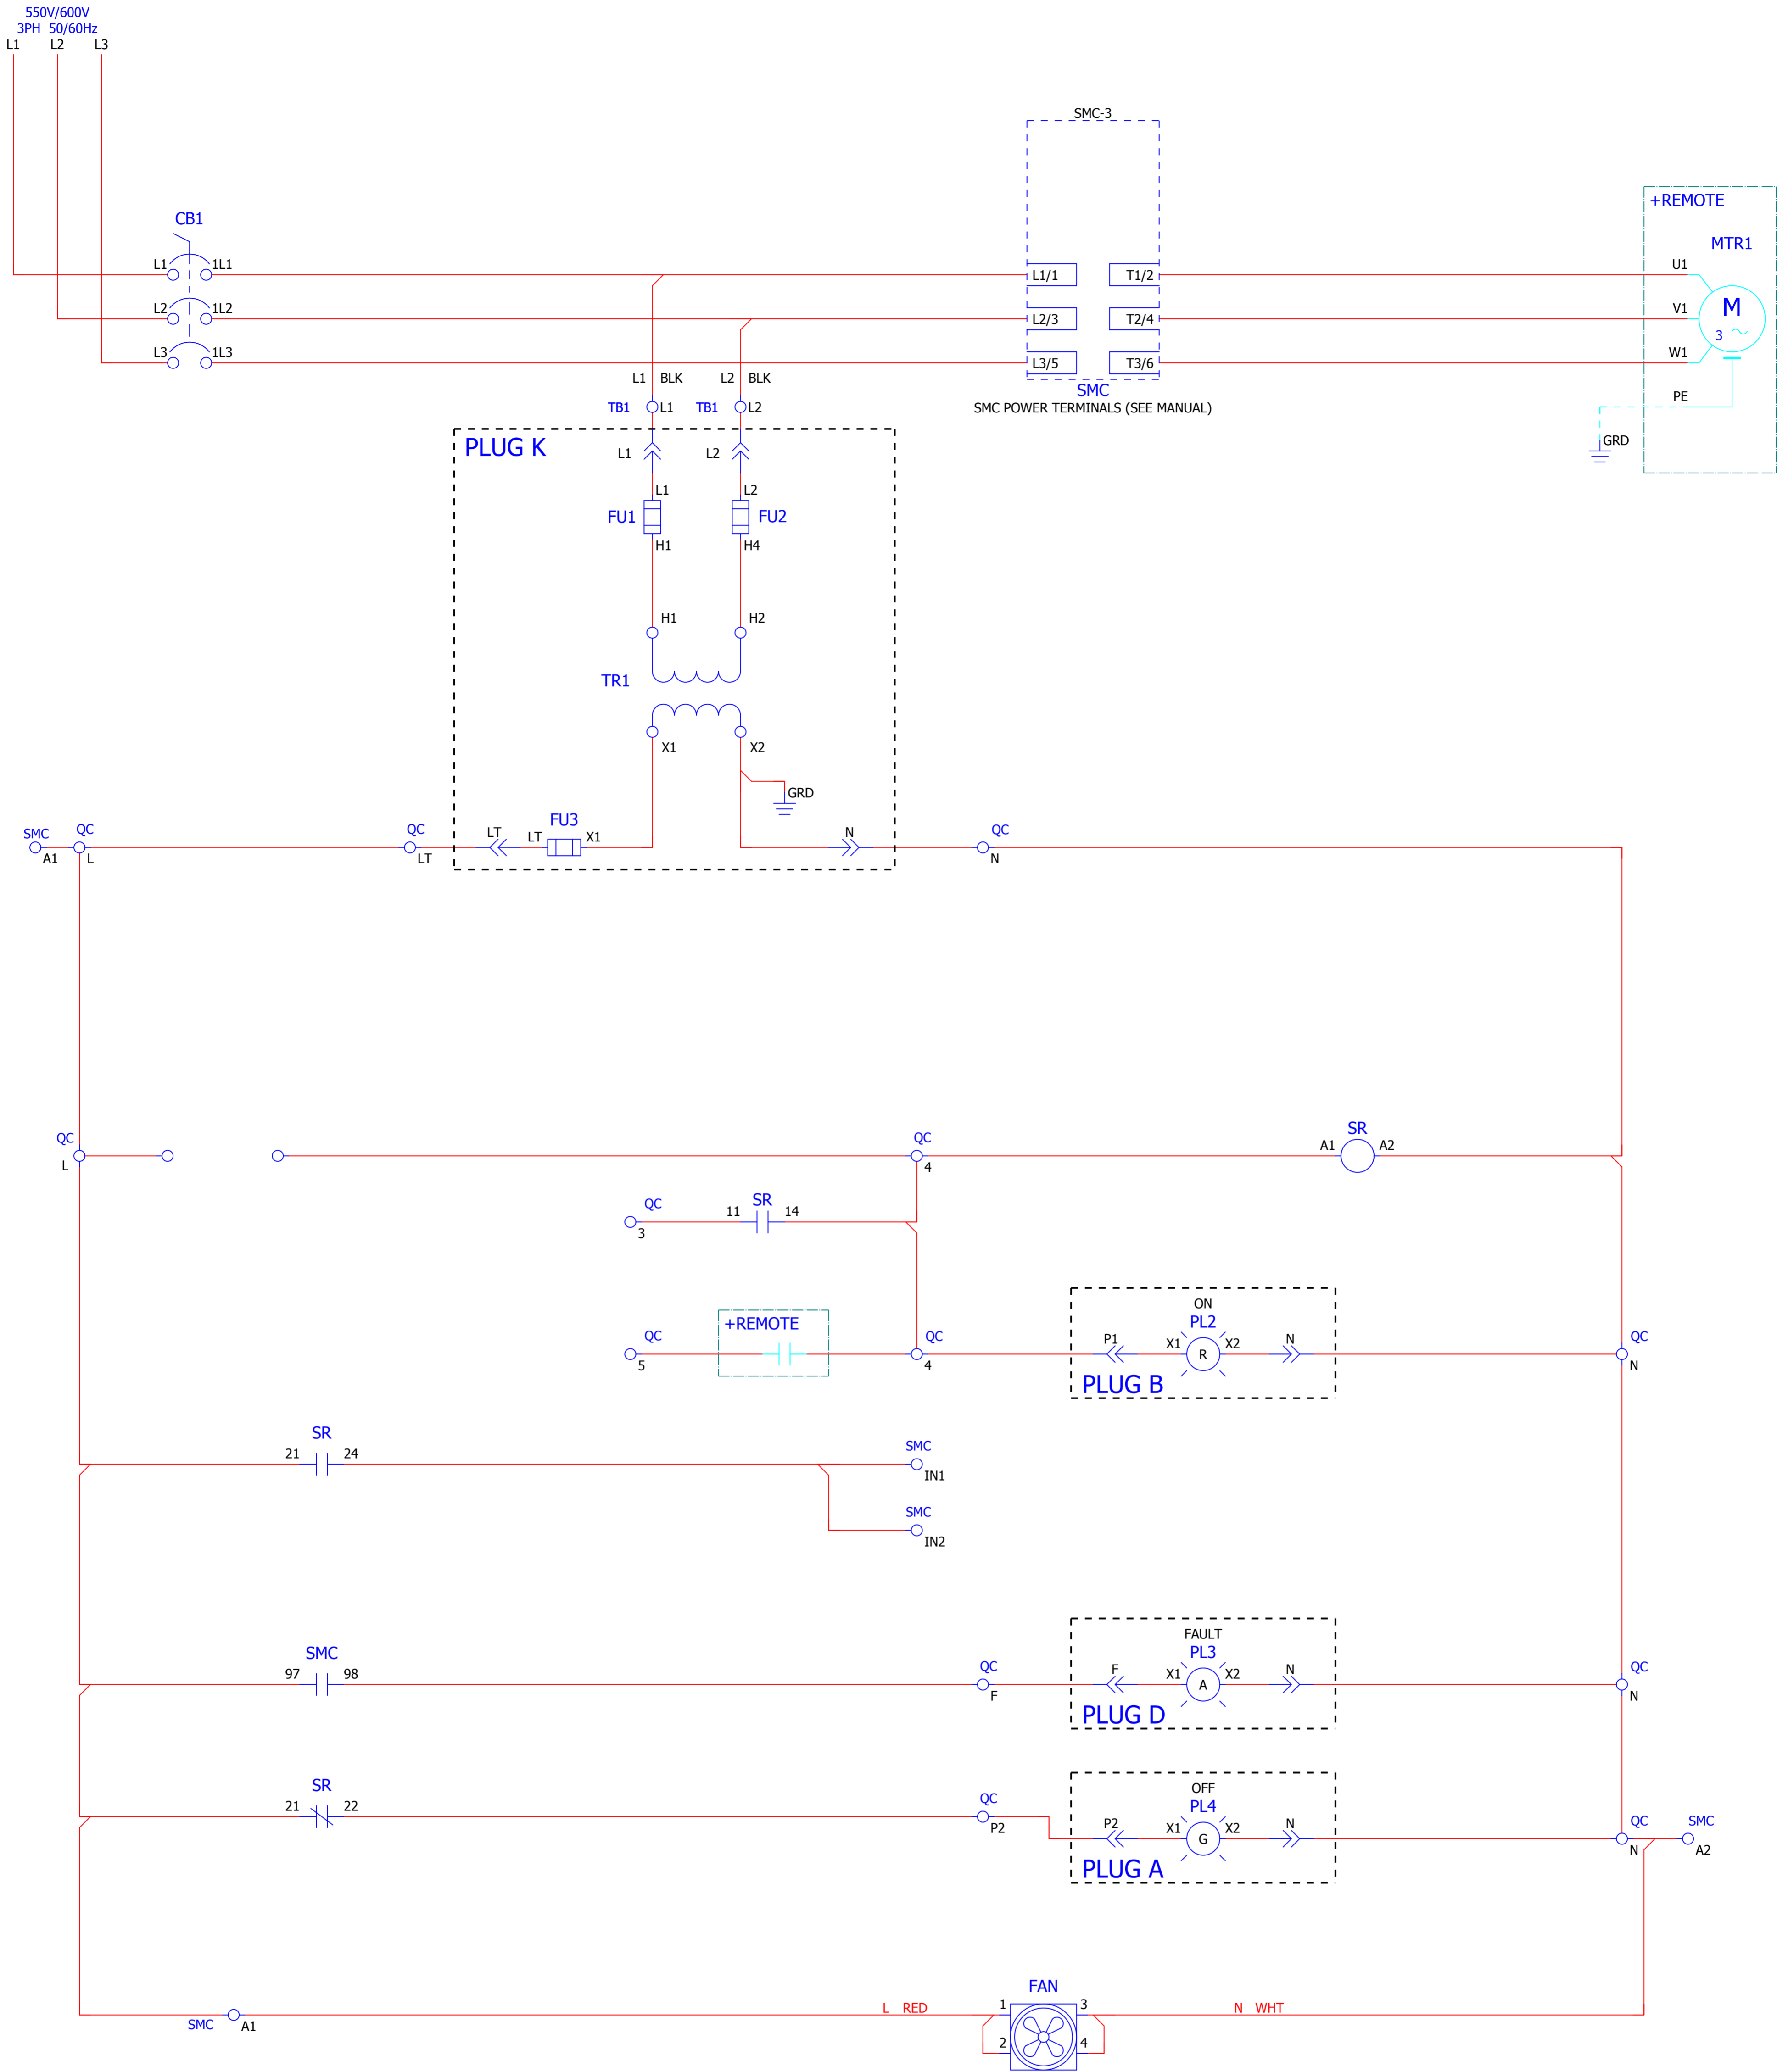 550V/600V
3PH 50/60Hz
L1 L2 L3
SMC-3
+REMOTE
MTR1
CB1
L1 1L1
L1/1 T1/2
U1
L2 1L2
L2/3 T2/4
V1
M
3
L3 1L3
L3/5 T3/6
W1
L1 BLK L2 BLK
SMC
SMC POWER TERMINALS (SEE MANUAL)
PE
TB1 L1 TB1 L2
GRD
PLUG K
L1 L2
L1 L2
FU1 FU2
H1 H4
H1 H2
TR1
X1 X2
GRD
FU3
SMC QC QC LT LT X1 N QC
A1 L LT N
QC QC SR
A1 A2
L 4
QC SR
11 14
3
+REMOTE
ON
PL2
QC QC P1 X1 R X2 N QC
5 4 N
PLUG B
SR
21 24 SMC
IN1
SMC
IN2
FAULT
SMC PL3
97 98 QC F X1 A X2 N QC
F N
PLUG D
SR OFF
21 22 QC PL4
P2 P2 X1 G X2 N QC SMC
N A2
PLUG A
FAN
L RED 1 3 N WHT
SMC A1
2 4